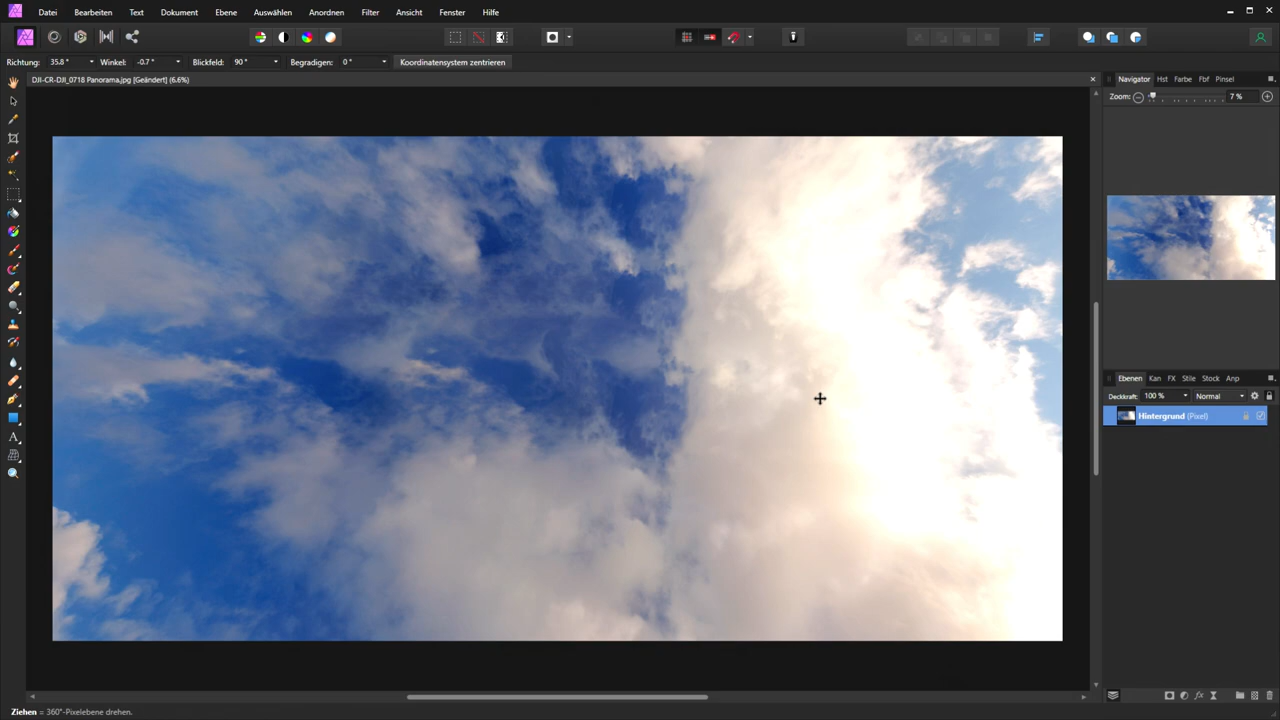 Datei Bearbeiten Text Dokument Ebene Auswählen Anordnen Filter Ansicht Fenster Hilfe
Richtung: 35.8 ° Winkel: -0.7 ° Blickfeld: 90 ° Begradigen: 0 ° Koordinatensystem zentrieren
DJI-CR-DJI_0718 Panorama.jpg [Geändert] (6.6%)
Navigator Hst Farbe Fbf Pinsel
Zoom: 7 %
Ebenen Kan FX Stile Stock Anp
Deckkraft: 100 % Normal
Hintergrund (Pixel)
Ziehen = 360°-Pixelebene drehen.